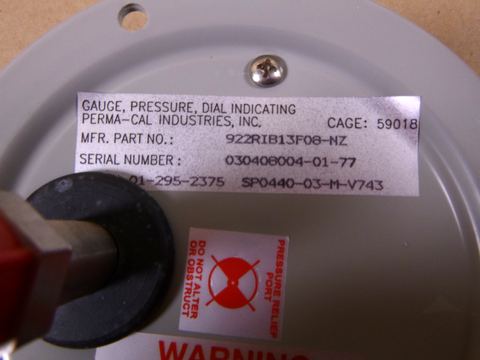 GAUGE, PRESSURE, DIAL INDICATING
PERMA-CAL INDUSTRIES, INC. CAGE: 59018
MFR. PART NO.: 922RIB13F08-NZ
SERIAL NUMBER: 030408004-01-77
01-295-2375 SP0440-03-M-V743
PRESSURE RELIEF
PORT
DO NOT ALTER
OR OBSTRUCT
WARNING